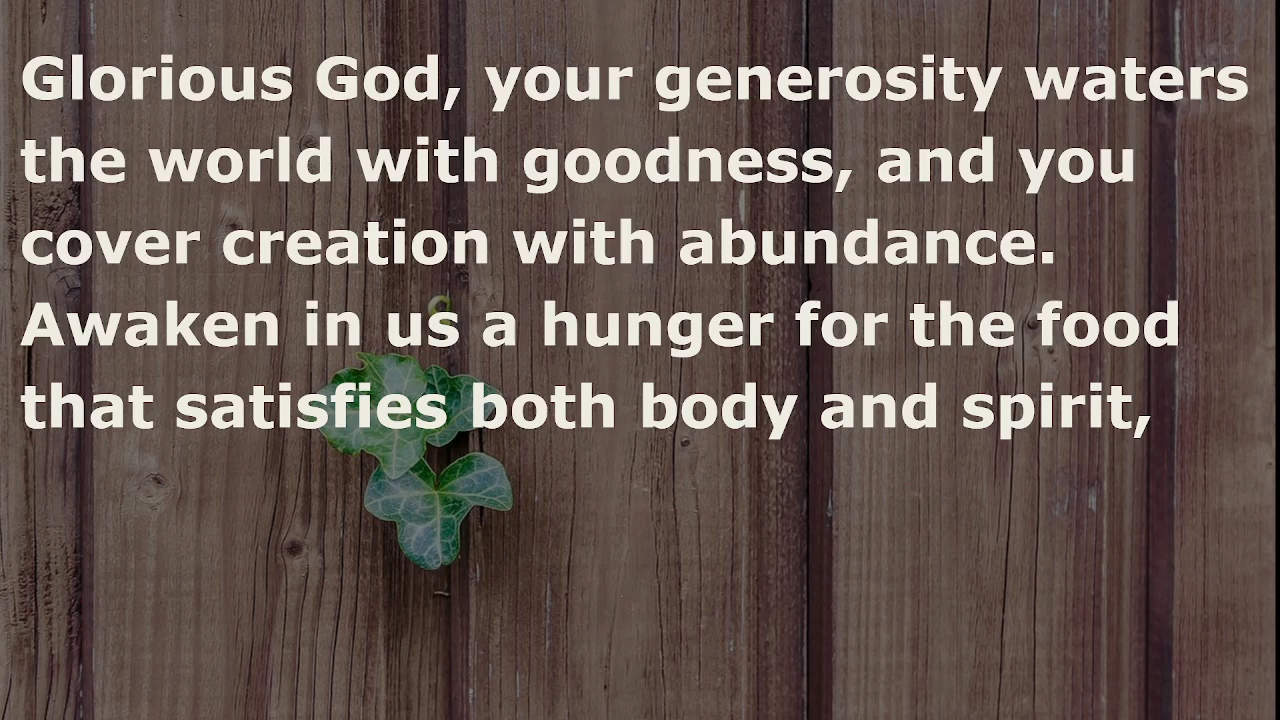 Glorious God, your generosity waters
the world with goodness, and you
cover creation with abundance.
Awaken in us a hunger for the food
that satisfies both body and spirit,